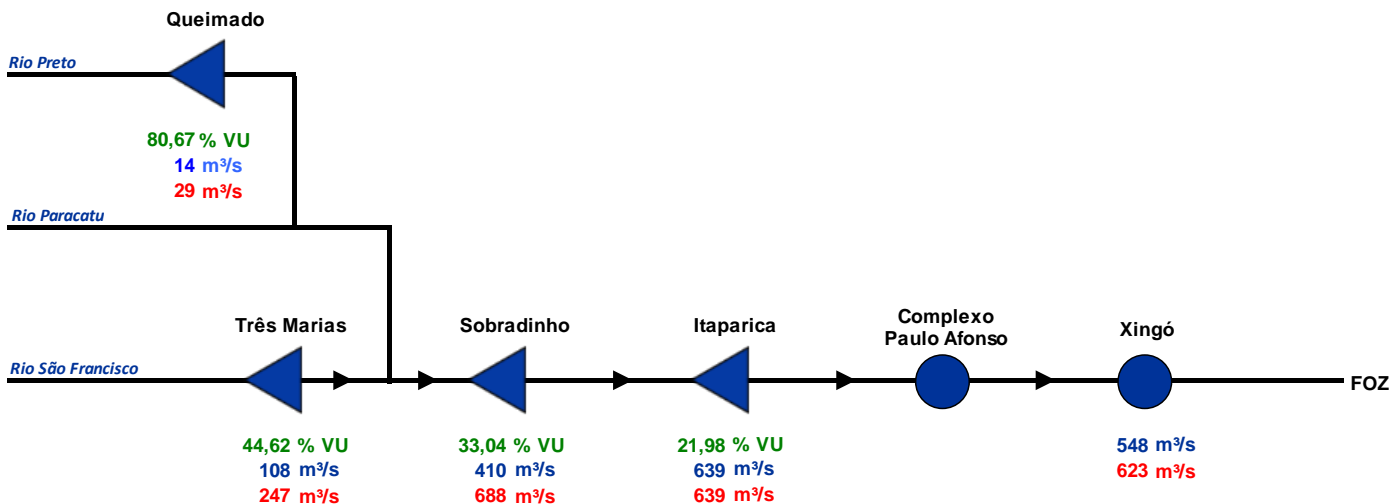 Queimado
Rio Preto
80,67 % VU
14 m³/s
29 m³/s
Rio Paracatu
Três Marias
Sobradinho
Itaparica
Complexo
Paulo Afonso
Xingó
Rio São Francisco
FOZ
44,62 % VU
108 m³/s
247 m³/s
33,04 % VU
410 m³/s
688 m³/s
21,98 % VU
639 m³/s
639 m³/s
548 m³/s
623 m³/s